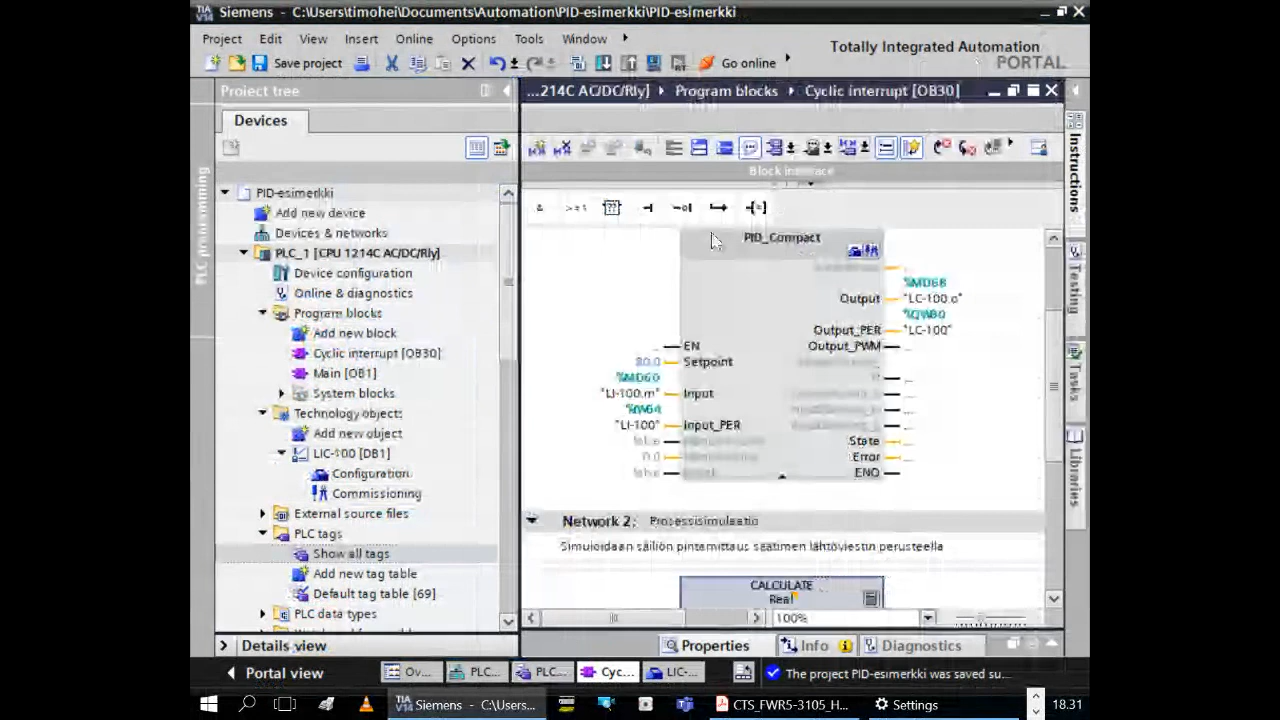 Siemens - C:\Users\timohei\Documents\Automation\PID-esimerkki\PID-esimerkki
Project Edit View Insert Online Options Tools Window
Totally Integrated Automation
PORTAL
Save project
Go online
Project tree
...214C AC/DC/Rly] Program blocks Cyclic interrupt [OB30]
Devices
PLC programming
Block interface
PID-esimerkki
Add new device
Devices & networks
PLC_1 [CPU 1214C AC/DC/Rly]
Device configuration
Online & diagnostics
Program blocks
Add new block
Cyclic interrupt [OB30]
Main [OB1]
System blocks
Technology objects
Add new object
LIC-100 [DB1]
Configuration
Commissioning
External source files
PLC tags
Show all tags
Add new tag table
Default tag table [69]
PLC data types
Details view
Portal view
&
>=1
PID_Compact
%MD68
Output "LC-100.o"
%QW80
Output_PER "LC-100"
EN Output_PWM
80.0 Setpoint
%MD60
"LI-100.m" Input
%IW64
"LI-100" Input_PER
false State
0.0 Error
false ENO
Network 2: Prosessisimulaatio
Simuloidaan säiliön pintamittaus säätimen lähtöviestin perusteella
CALCULATE
Real
100%
Properties Info Diagnostics
Instructions
Testing
Tasks
Libraries
Ov... PLC... PLC... Cyc... LIC-...
The project PID-esimerkki was saved su...
Siemens - C:\Users... CTS_FWR5-3105_H... Settings 18.31